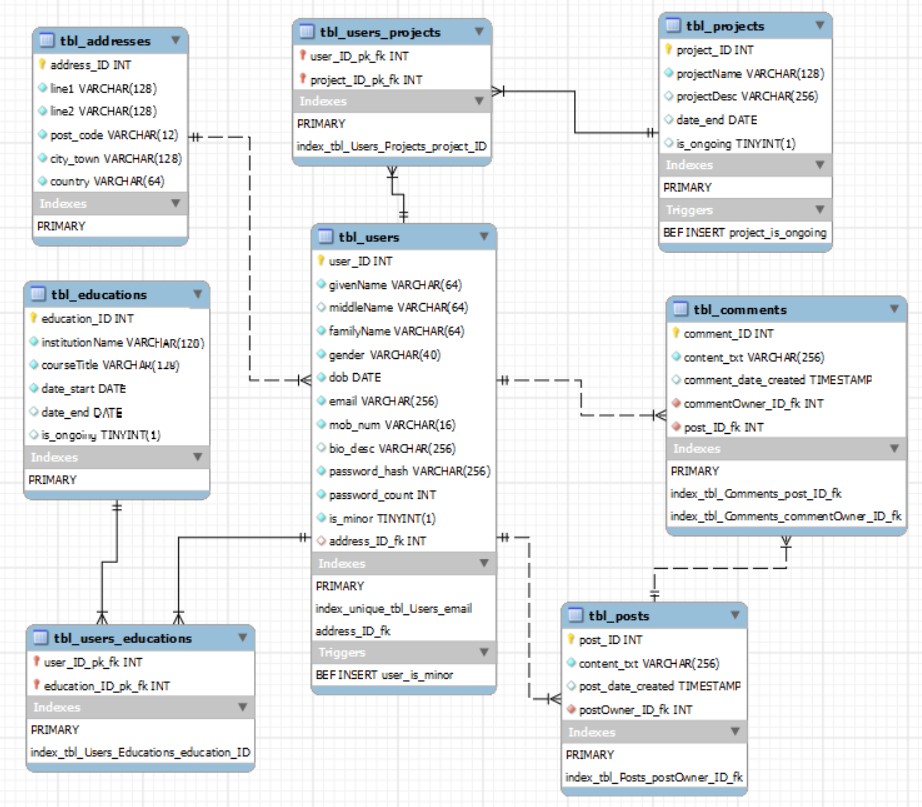 tbl_addresses
address_ID INT
line1 VARCHAR(128)
line2 VARCHAR(128)
post_code VARCHAR(12)
city_town VARCHAR(128)
country VARCHAR(64)
Indexes
PRIMARY
tbl_users_projects
user_ID_pk_fk INT
project_ID_pk_fk INT
Indexes
PRIMARY
index_tbl_Users_Projects_project_ID
tbl_projects
project_ID INT
projectName VARCHAR(128)
projectDesc VARCHAR(256)
date_end DATE
is_ongoing TINYINT(1)
Indexes
PRIMARY
Triggers
BEF INSERT project_is_ongoing
tbl_educations
education_ID INT
institutionName VARCHAR(120)
courseTitle VARCHAR(128)
date_start DATE
date_end DATE
is_ongoing TINYINT(1)
Indexes
PRIMARY
tbl_users
user_ID INT
givenName VARCHAR(64)
middleName VARCHAR(64)
familyName VARCHAR(64)
gender VARCHAR(40)
dob DATE
email VARCHAR(256)
mob_num VARCHAR(16)
bio_desc VARCHAR(256)
password_hash VARCHAR(256)
password_count INT
is_minor TINYINT(1)
address_ID_fk INT
Indexes
PRIMARY
index_unique_tbl_Users_email
address_ID_fk
Triggers
BEF INSERT user_is_minor
tbl_comments
comment_ID INT
content_txt VARCHAR(256)
comment_date_created TIMESTAMP
commentOwner_ID_fk INT
post_ID_fk INT
Indexes
PRIMARY
index_tbl_Comments_post_ID_fk
index_tbl_Comments_commentOwner_ID_fk
tbl_users_educations
user_ID_pk_fk INT
education_ID_pk_fk INT
Indexes
PRIMARY
index_tbl_Users_Educations_education_ID
tbl_posts
post_ID INT
content_txt VARCHAR(256)
post_date_created TIMESTAMP
postOwner_ID_fk INT
Indexes
PRIMARY
index_tbl_Posts_postOwner_ID_fk